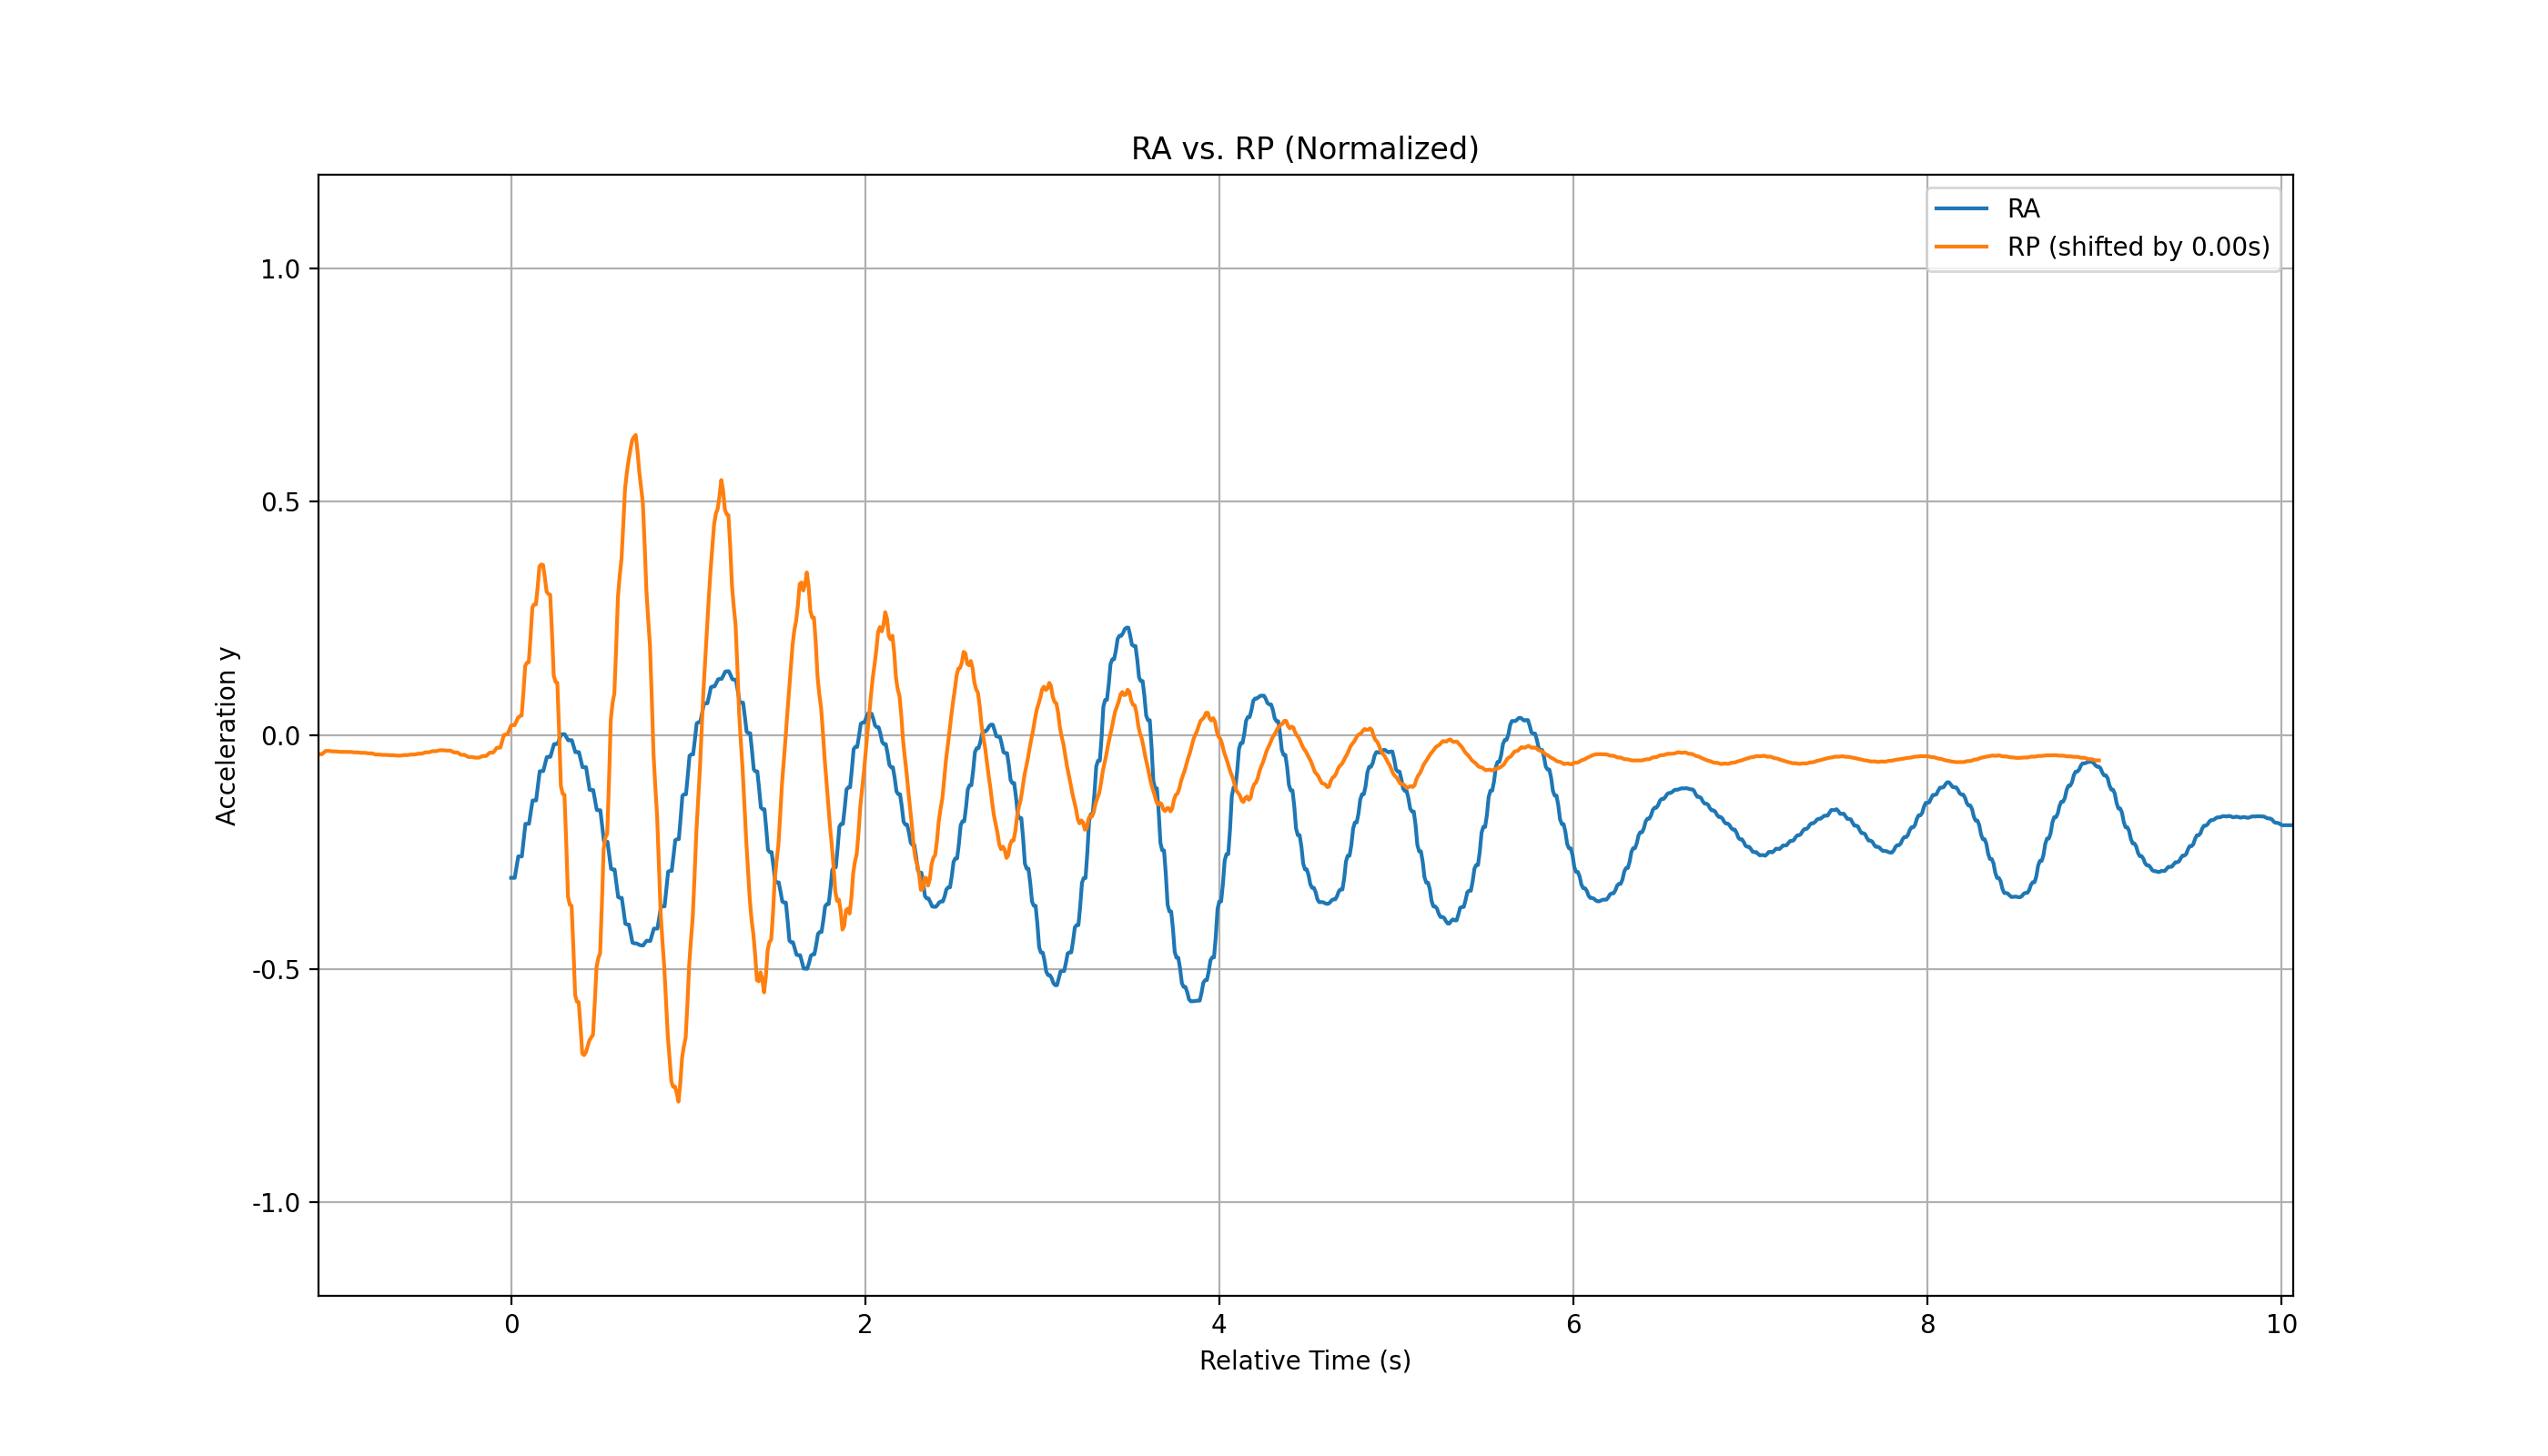 RA vs. RP (Normalized)
RA
RP (shifted by 0.00s)
1.0
0.5
0.0
-0.5
-1.0
Acceleration y
0
2
4
6
8
10
Relative Time (s)